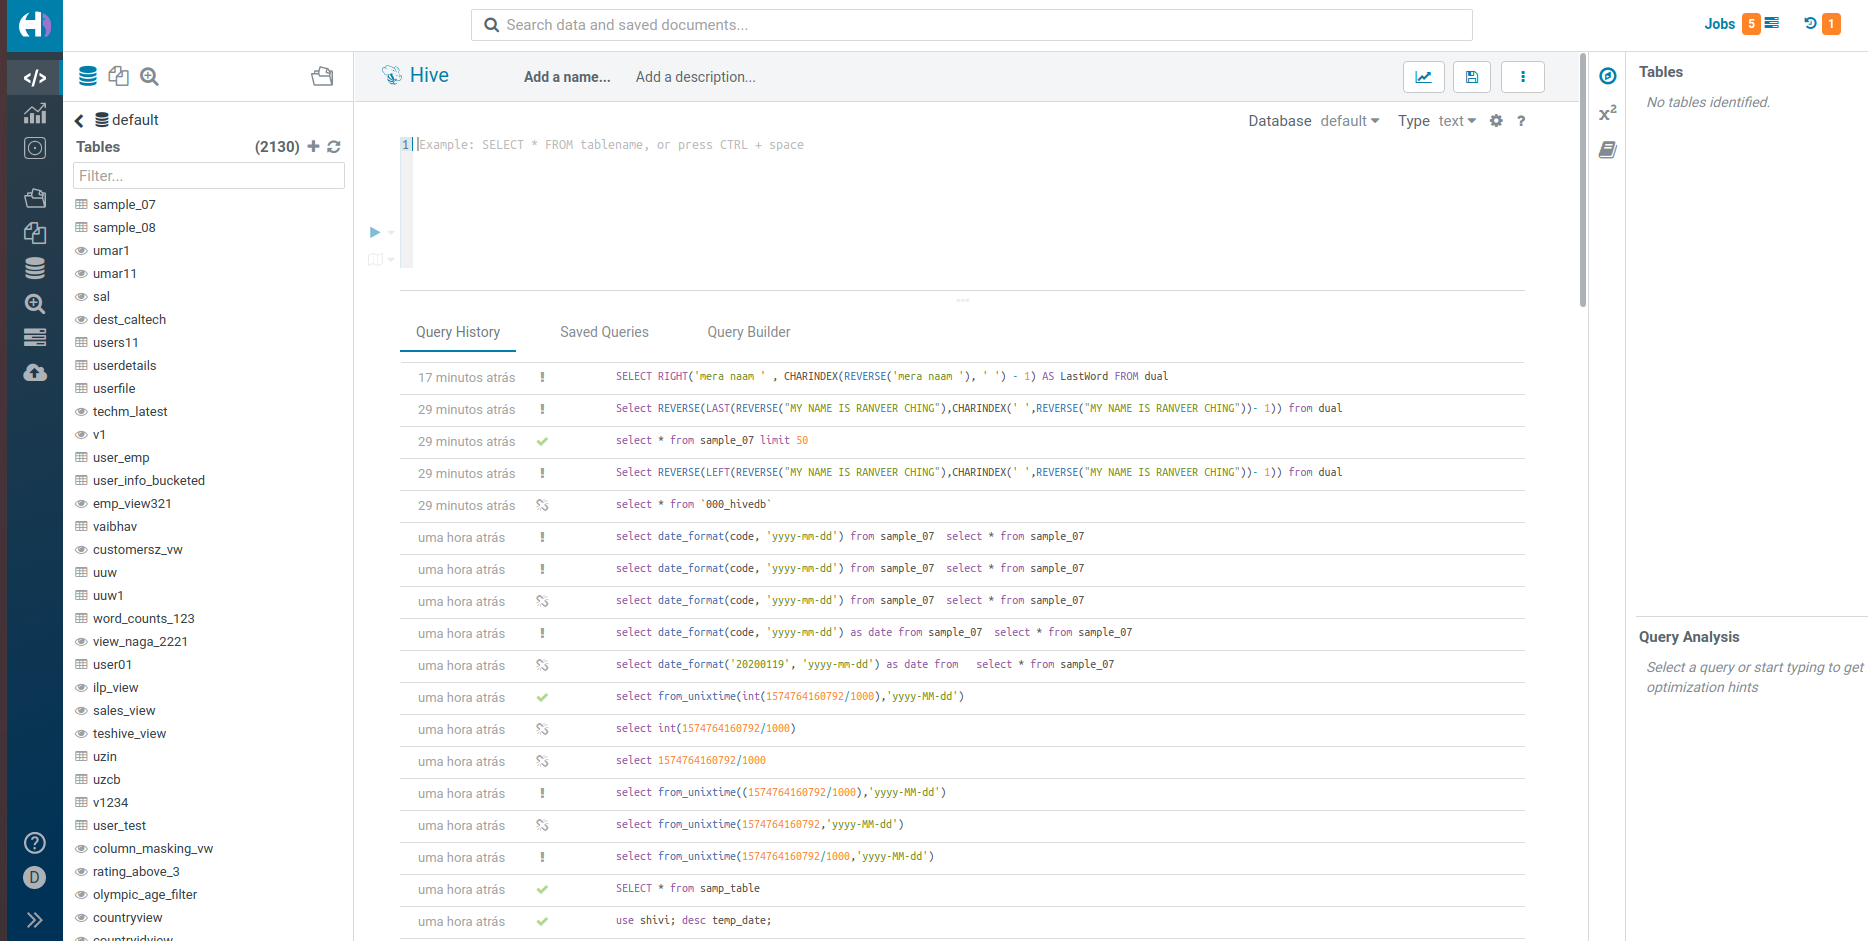 Search data and saved documents...
Jobs 5
1
Hive
Add a name...
Add a description...
default
Tables (2130)
Filter...
sample_07
sample_08
umar1
umar11
sal
dest_caltech
users11
userdetails
userfile
techm_latest
v1
user_emp
user_info_bucketed
emp_view321
vaibhav
customersz_vw
uuw
uuw1
word_counts_123
view_naga_2221
user01
ilp_view
sales_view
teshive_view
uzin
uzcb
v1234
user_test
column_masking_vw
rating_above_3
olympic_age_filter
countryview
countryidview
D
Database default Type text ?
1 Example: SELECT * FROM tablename, or press CTRL + space
Query History Saved Queries Query Builder
17 minutos atrás ! SELECT RIGHT('mera naam ' , CHARINDEX(REVERSE('mera naam '), ' ') - 1) AS LastWord FROM dual
29 minutos atrás ! Select REVERSE(LAST(REVERSE("MY NAME IS RANVEER CHING"),CHARINDEX(' ',REVERSE("MY NAME IS RANVEER CHING"))- 1)) from dual
29 minutos atrás select * from sample_07 limit 50
29 minutos atrás ! Select REVERSE(LEFT(REVERSE("MY NAME IS RANVEER CHING"),CHARINDEX(' ',REVERSE("MY NAME IS RANVEER CHING"))- 1)) from dual
29 minutos atrás select * from `000_hivedb`
uma hora atrás ! select date_format(code, 'yyyy-mm-dd') from sample_07 select * from sample_07
uma hora atrás ! select date_format(code, 'yyyy-mm-dd') from sample_07 select * from sample_07
uma hora atrás select date_format(code, 'yyyy-mm-dd') from sample_07 select * from sample_07
uma hora atrás ! select date_format(code, 'yyyy-mm-dd') as date from sample_07 select * from sample_07
uma hora atrás select date_format('20200119', 'yyyy-mm-dd') as date from select * from sample_07
uma hora atrás select from_unixtime(int(1574764160792/1000),'yyyy-MM-dd')
uma hora atrás select int(1574764160792/1000)
uma hora atrás select 1574764160792/1000
uma hora atrás ! select from_unixtime((1574764160792/1000),'yyyy-MM-dd')
uma hora atrás select from_unixtime(1574764160792,'yyyy-MM-dd')
uma hora atrás ! select from_unixtime(1574764160792/1000,'yyyy-MM-dd')
uma hora atrás SELECT * from samp_table
uma hora atrás use shivi; desc temp_date;
Tables
No tables identified.
Query Analysis
Select a query or start typing to get
optimization hints